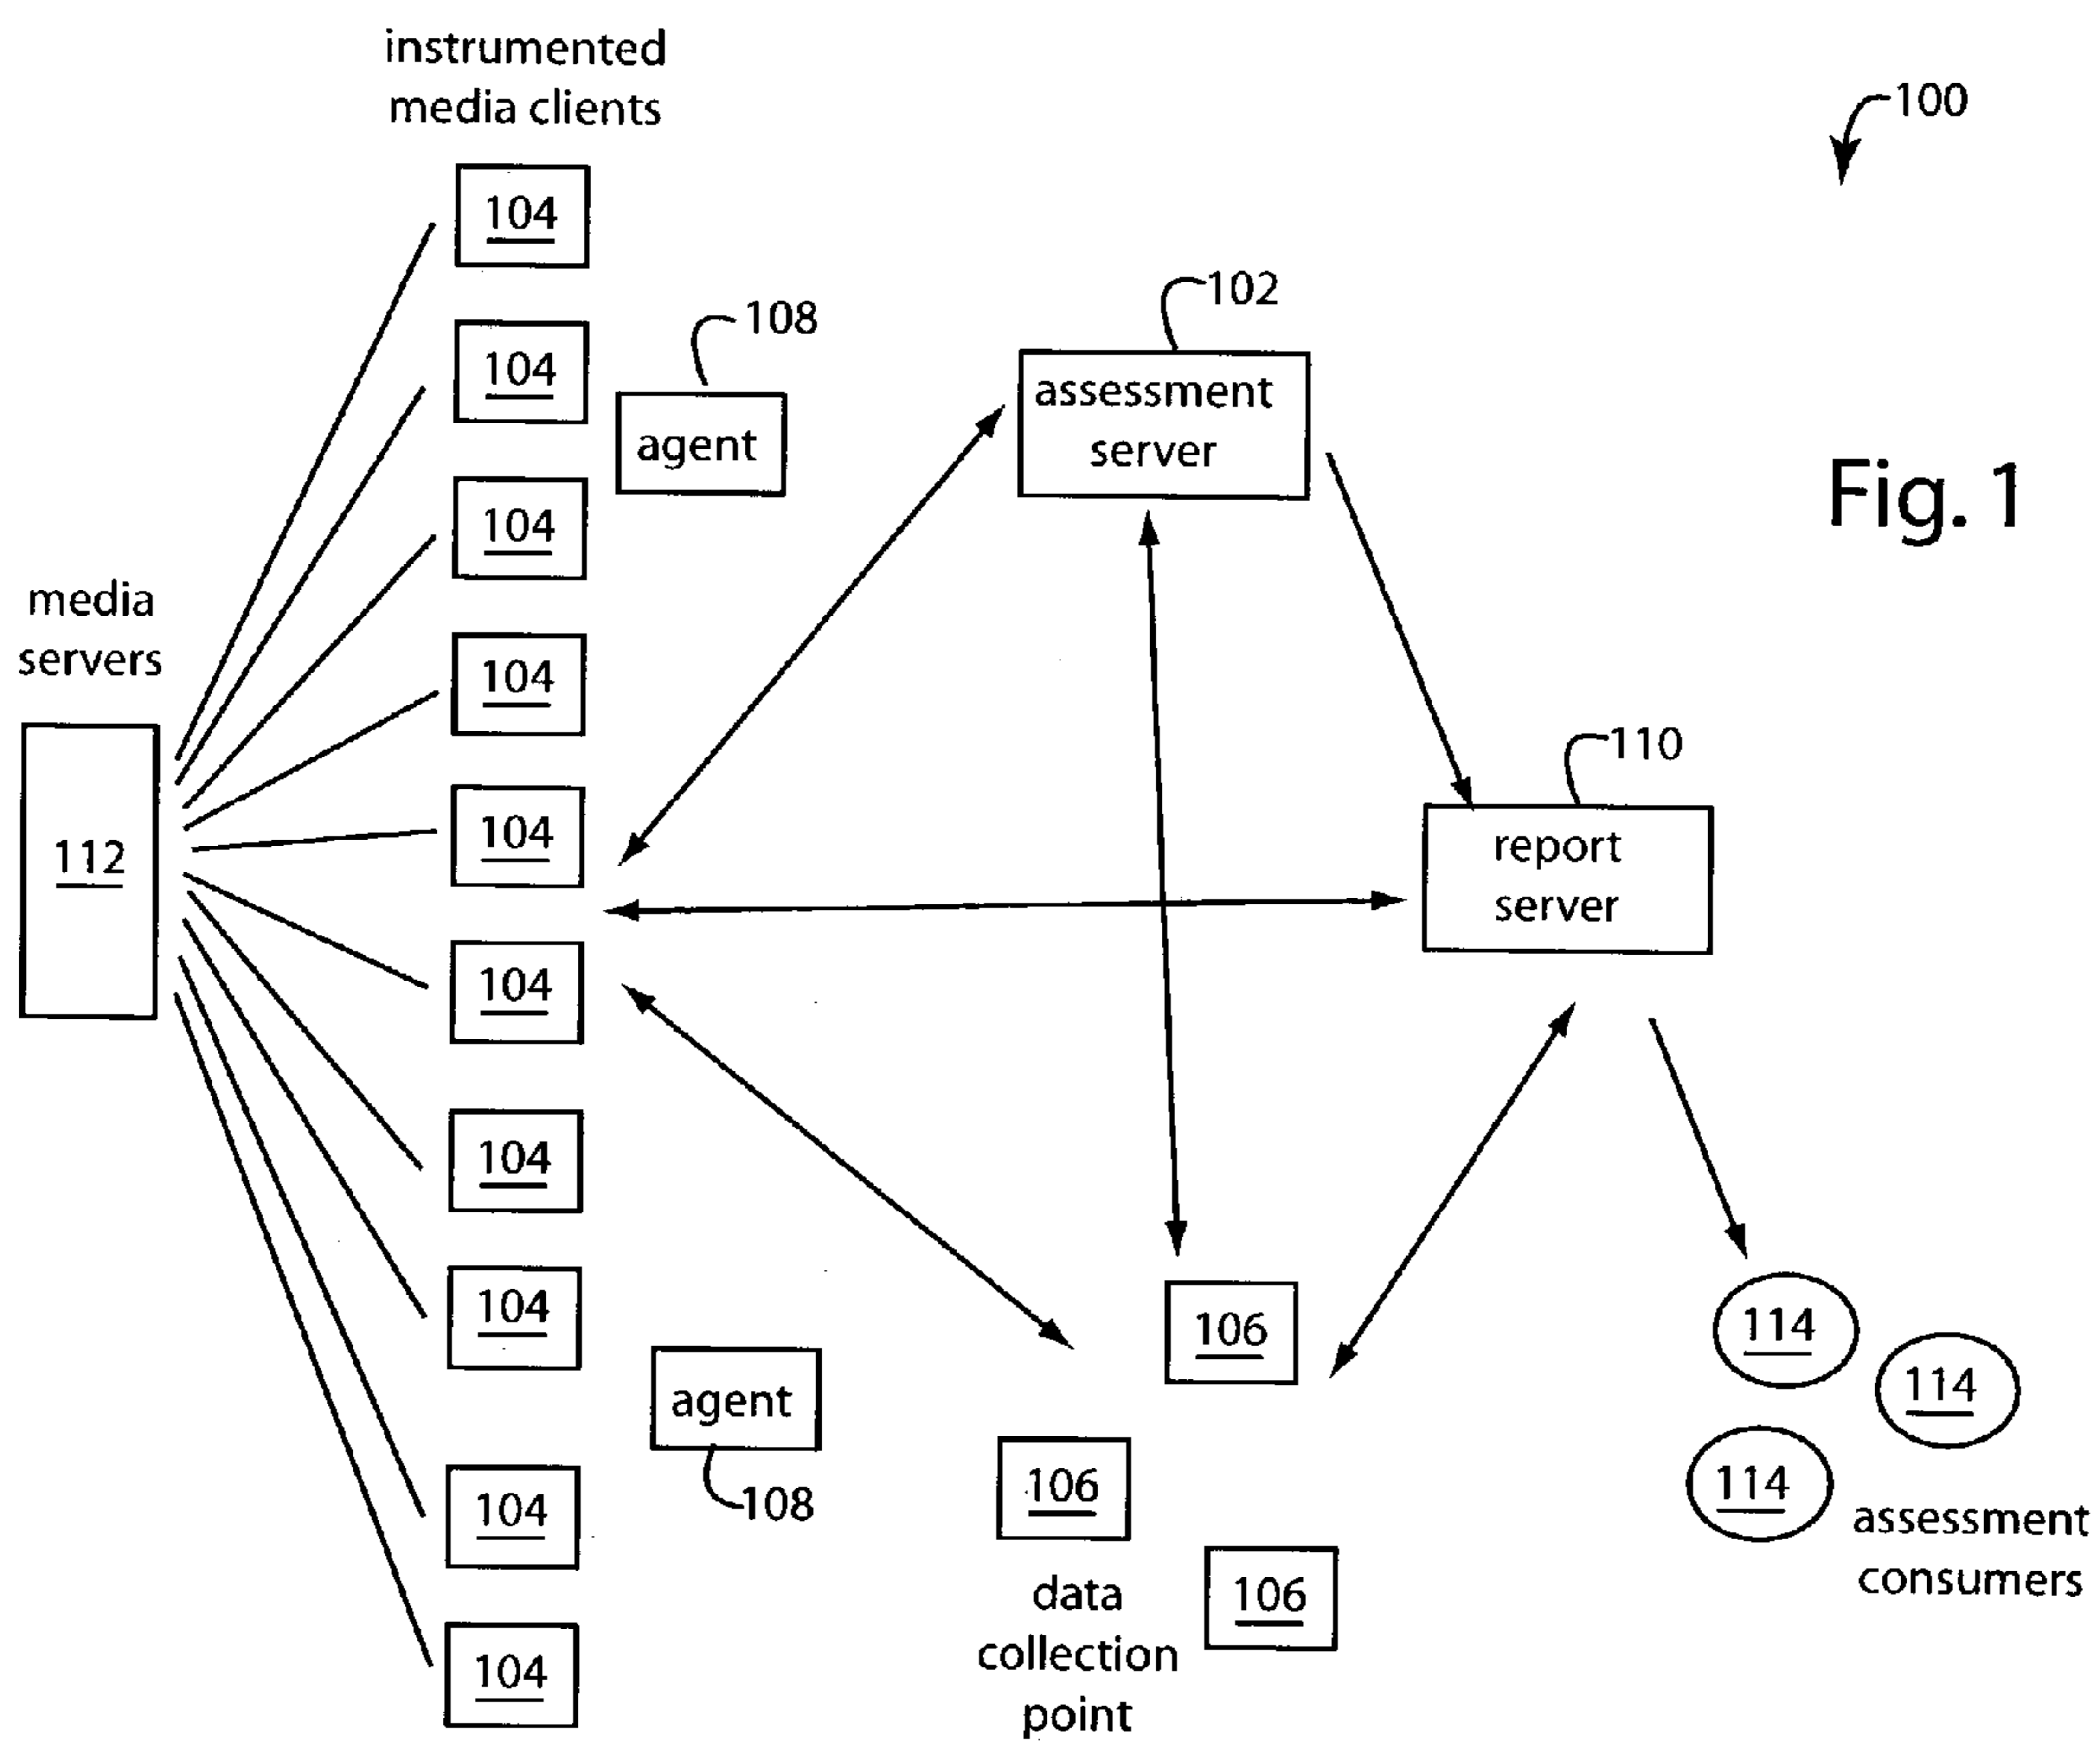 instrumented
media clients
100
104
102
108
104
assessment
server
agent
104
Fig. 1
media
servers
104
110
104
report
server
112
104
104
104
106
114
114
agent
106
114
108
104
assessment
consumers
data
collection
point
106
104